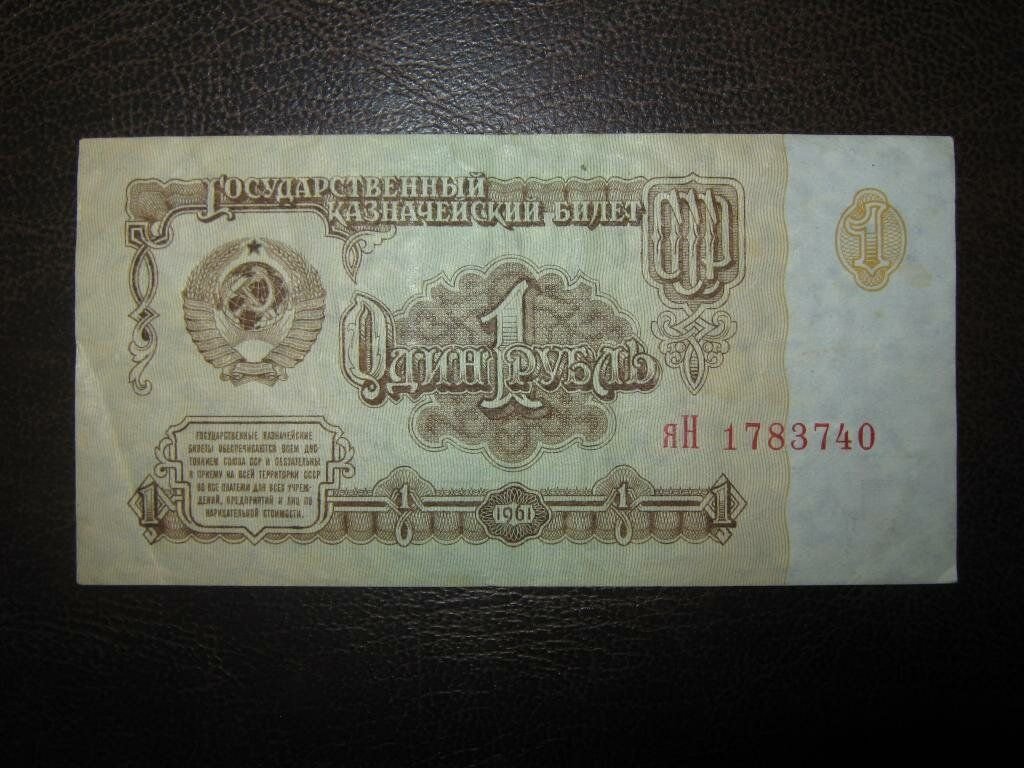 Государственный
казначейский билет
СССР
1
Один рубль
1
яН 1783740
ГОСУДАРСТВЕННЫЕ КАЗНАЧЕЙСКИЕ
БИЛЕТЫ ОБЕСПЕЧИВАЮТСЯ ВСЕМ ДОС-
ТОЯНИЕМ СОЮЗА ССР И ОБЯЗАТЕЛЬНЫ
К ПРИЕМУ НА ВСЕЙ ТЕРРИТОРИИ СССР
ВО ВСЕ ПЛАТЕЖИ ДЛЯ ВСЕХ УЧРЕЖ-
ДЕНИЙ, ПРЕДПРИЯТИЙ И ЛИЦ ПО
НАРИЦАТЕЛЬНОЙ СТОИМОСТИ.
1 1 1961 1 1